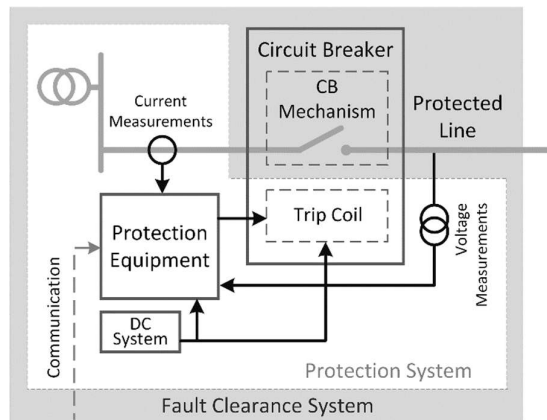 Circuit Breaker
CB
Mechanism
Current
Measurements
Protected
Line
Trip Coil
Protection
Equipment
Voltage
Measurements
DC
System
Communication
Protection System
Fault Clearance System